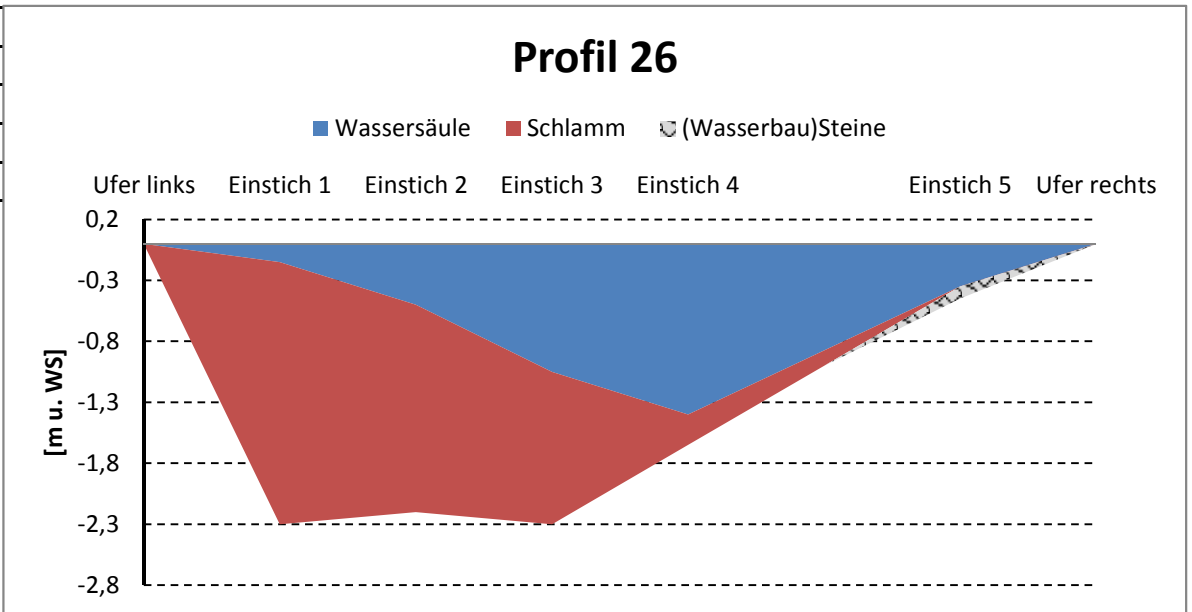 Profil 26
Wassersäule Schlamm (Wasserbau)Steine
Ufer links Einstich 1 Einstich 2 Einstich 3 Einstich 4 Einstich 5 Ufer rechts
0,2
-0,3
-0,8
-1,3
-1,8
-2,3
-2,8
[m u. WS]